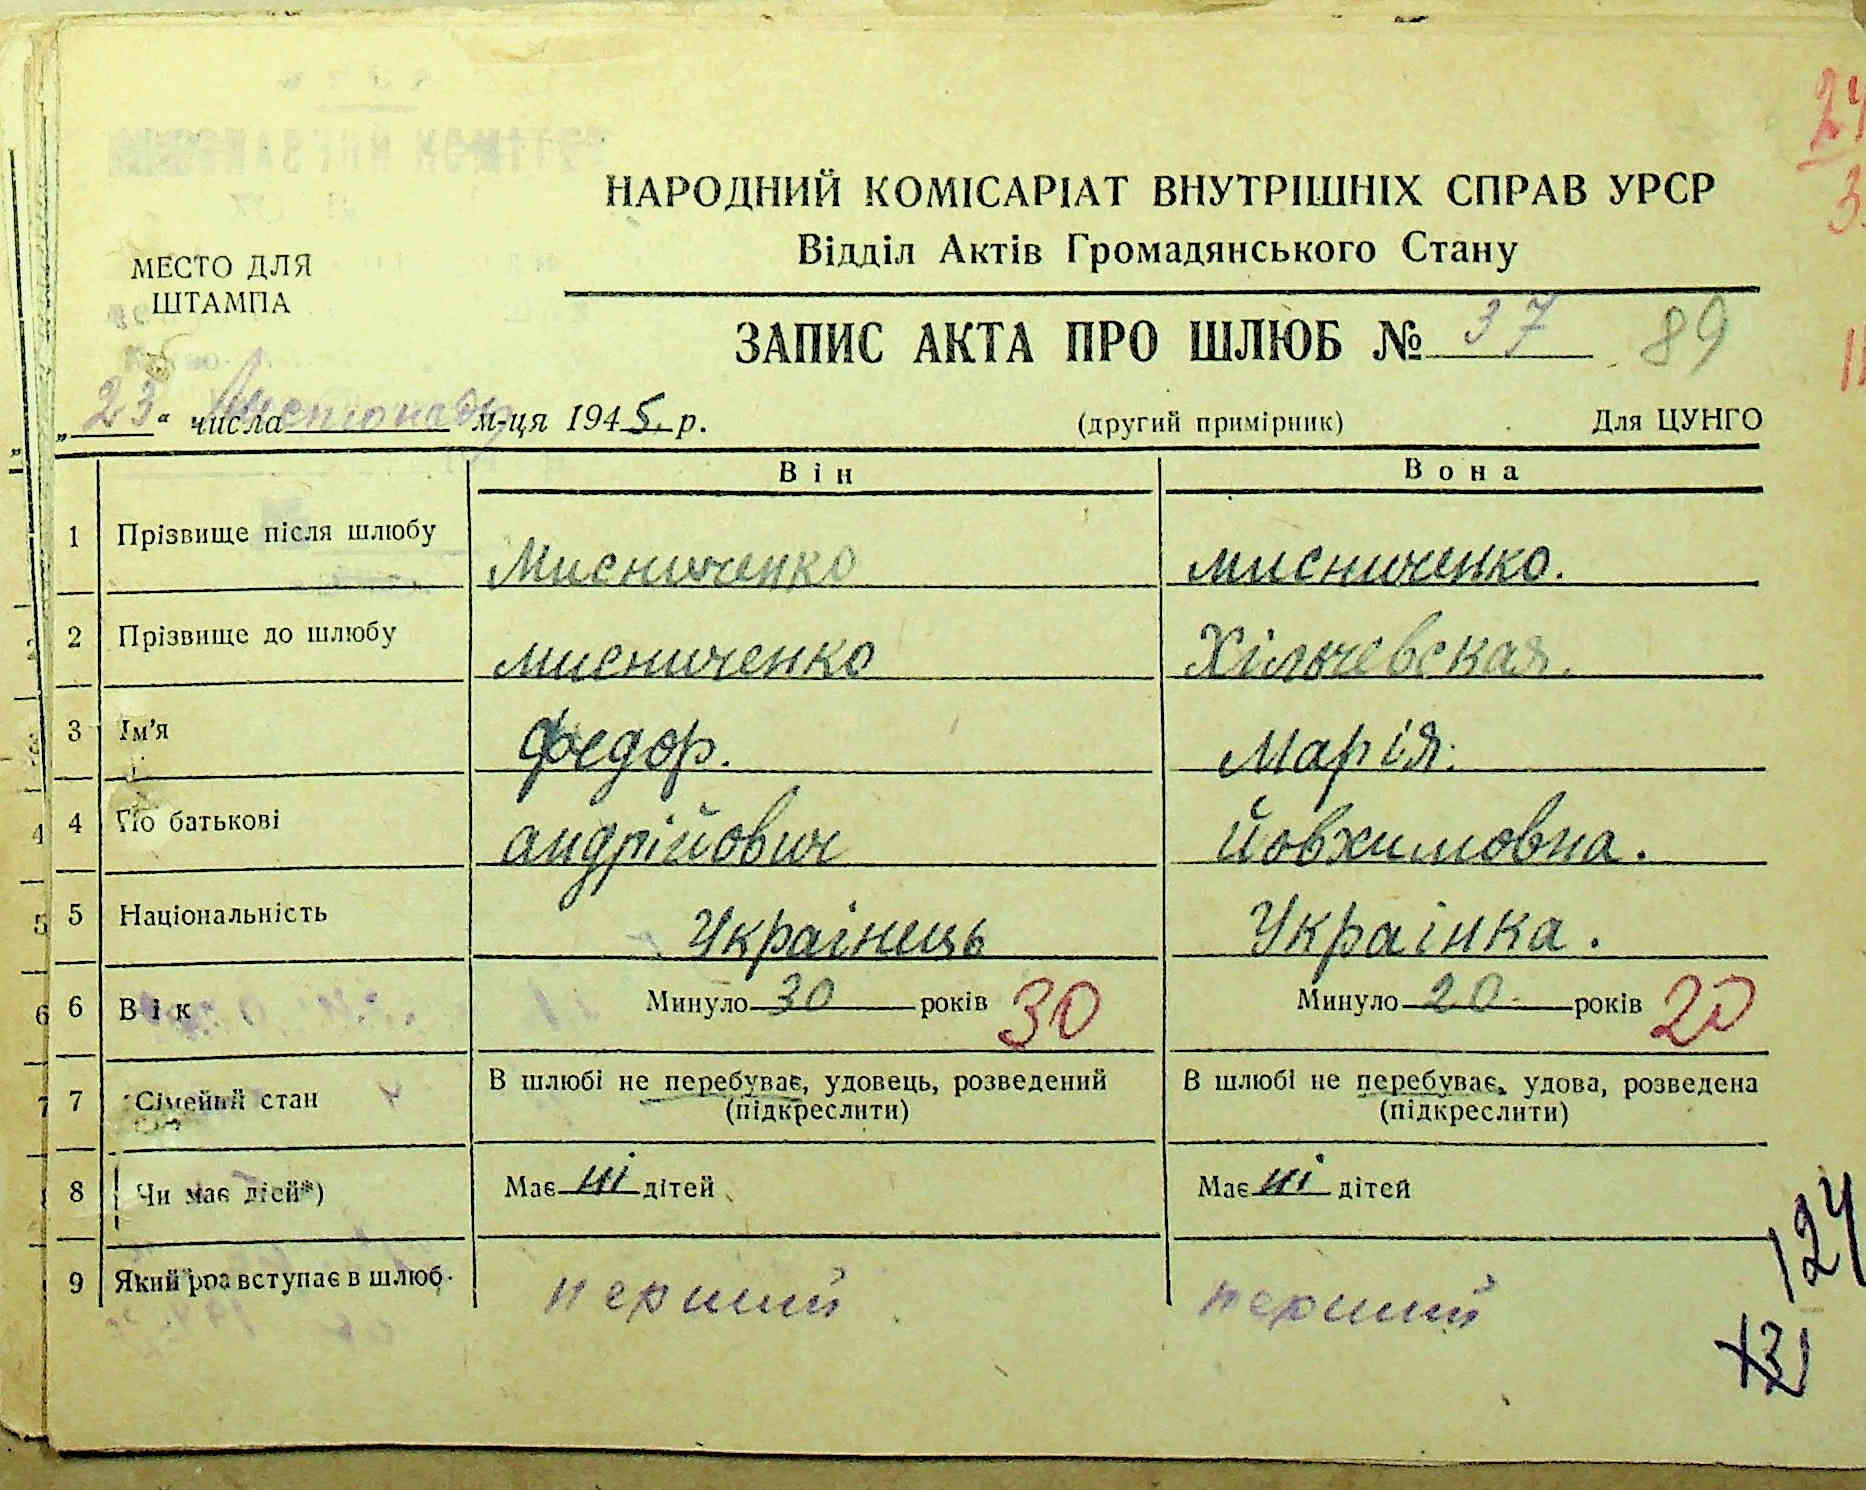 НАРОДНИЙ КОМІСАРІАТ ВНУТРІШНІХ СПРАВ УРСР
Відділ Актів Громадянського Стану
МЕСТО ДЛЯ
ШТАМПА
ЗАПИС АКТА ПРО ШЛЮБ № 37 89
„23“ числа Листопада м-ця 1945 р. (другий примірник) Для ЦУНГО
Він Вона
1 Прізвище після шлюбу Мисниченко мисниченко.
2 Прізвище до шлюбу мисниченко Хільчевская.
3 Ім'я Федор. Марія.
4 По батькові андрійович Йовхимовна.
5 Національність Украінець Украінка.
6 Вік Минуло 30 років 30 Минуло 20 років 20
7 Сімейний стан В шлюбі не перебуває, удовець, розведений В шлюбі не перебуває, удова, розведена
(підкреслити) (підкреслити)
8 Чи має дітей*) Має ні дітей Має ні дітей
9 Який раз вступає в шлюб. перший перший
124